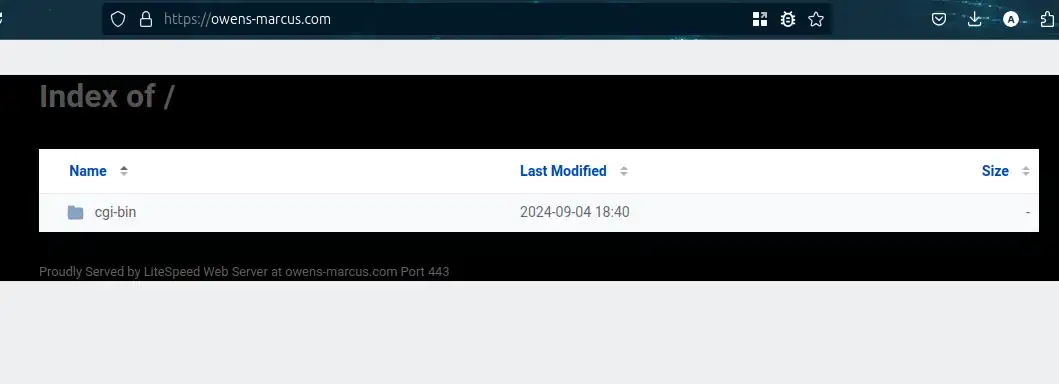 https://owens-marcus.com
A
Index of /
Name Last Modified Size
cgi-bin 2024-09-04 18:40 -
Proudly Served by LiteSpeed Web Server at owens-marcus.com Port 443